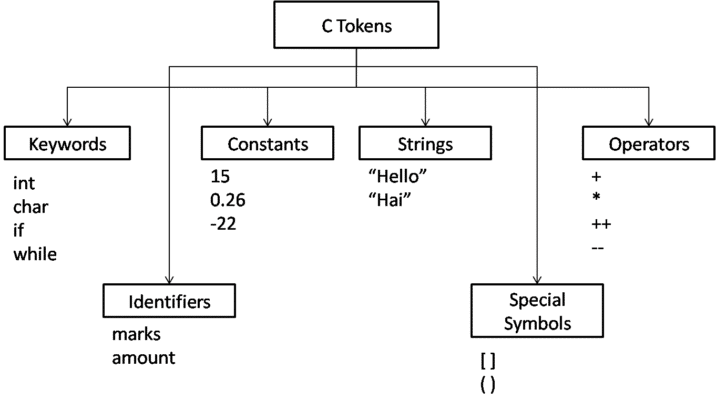 C Tokens
Keywords
int
char
if
while
Constants
15
0.26
-22
Strings
“Hello”
“Hai”
Operators
+
*
++
--
Identifiers
marks
amount
Special
Symbols
[ ]
( )